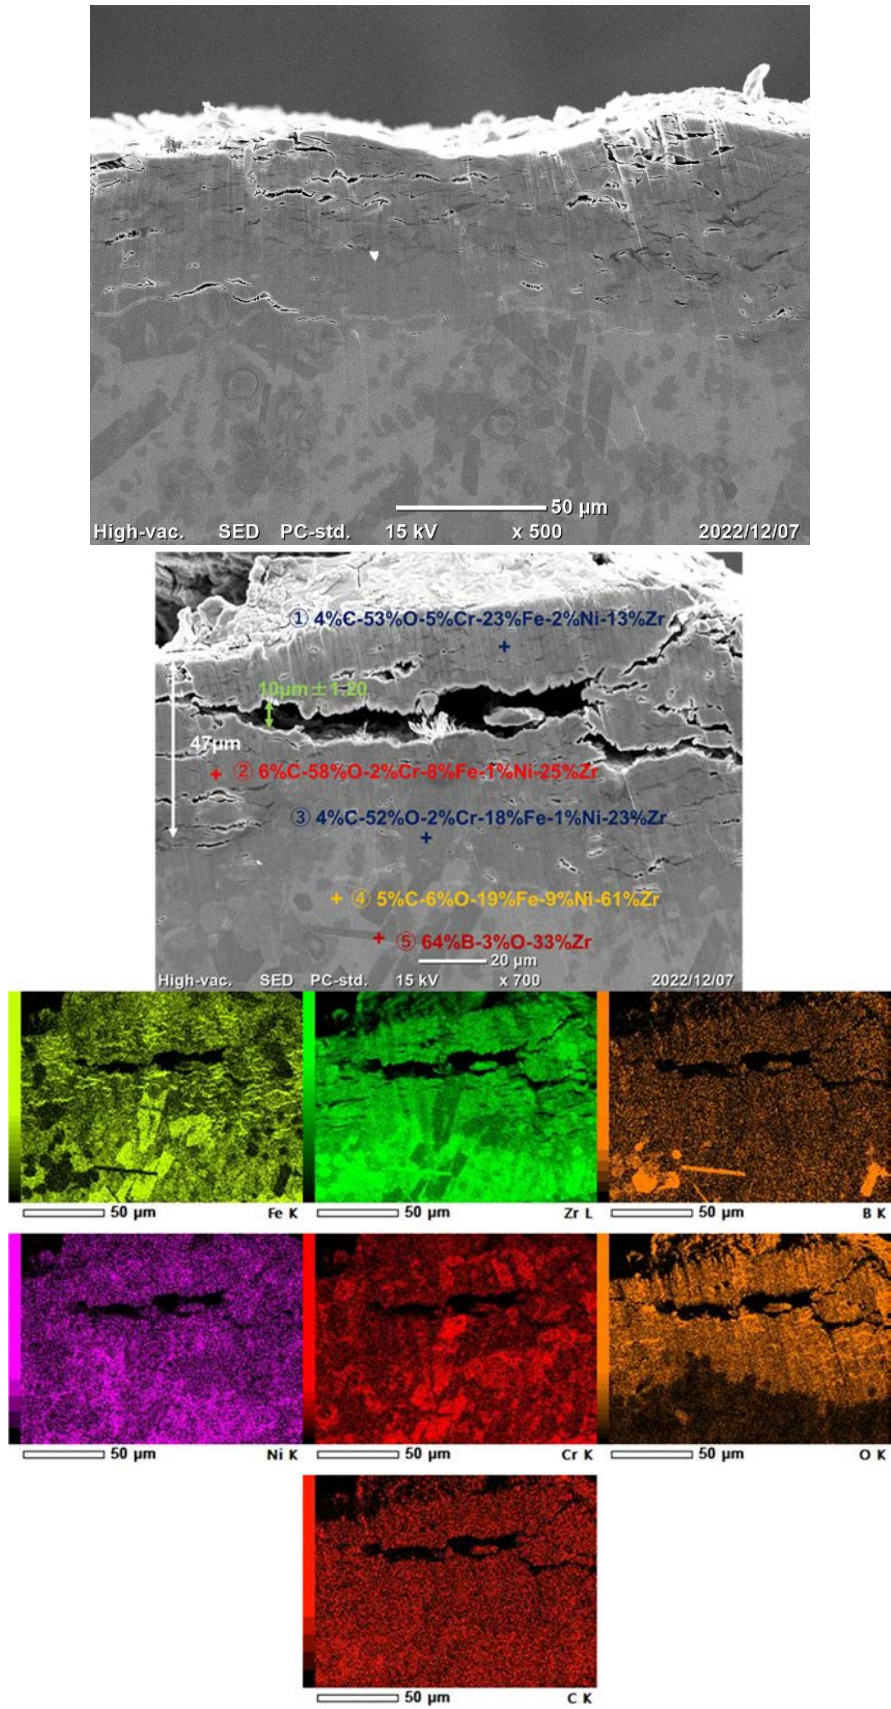 50 µm
High-vac. SED PC-std. 15 kV x 500 2022/12/07
① 4%C-53%O-5%Cr-23%Fe-2%Ni-13%Zr
10µm ± 1.20
47µm
② 6%C-58%O-2%Cr-8%Fe-1%Ni-25%Zr
③ 4%C-52%O-2%Cr-18%Fe-1%Ni-23%Zr
④ 5%C-6%O-19%Fe-9%Ni-61%Zr
⑤ 64%B-3%O-33%Zr
20 µm
High-vac. SED PC-std. 15 kV x 700 2022/12/07
50 µm Fe K
50 µm Zr L
50 µm B K
50 µm Ni K
50 µm Cr K
50 µm O K
50 µm C K